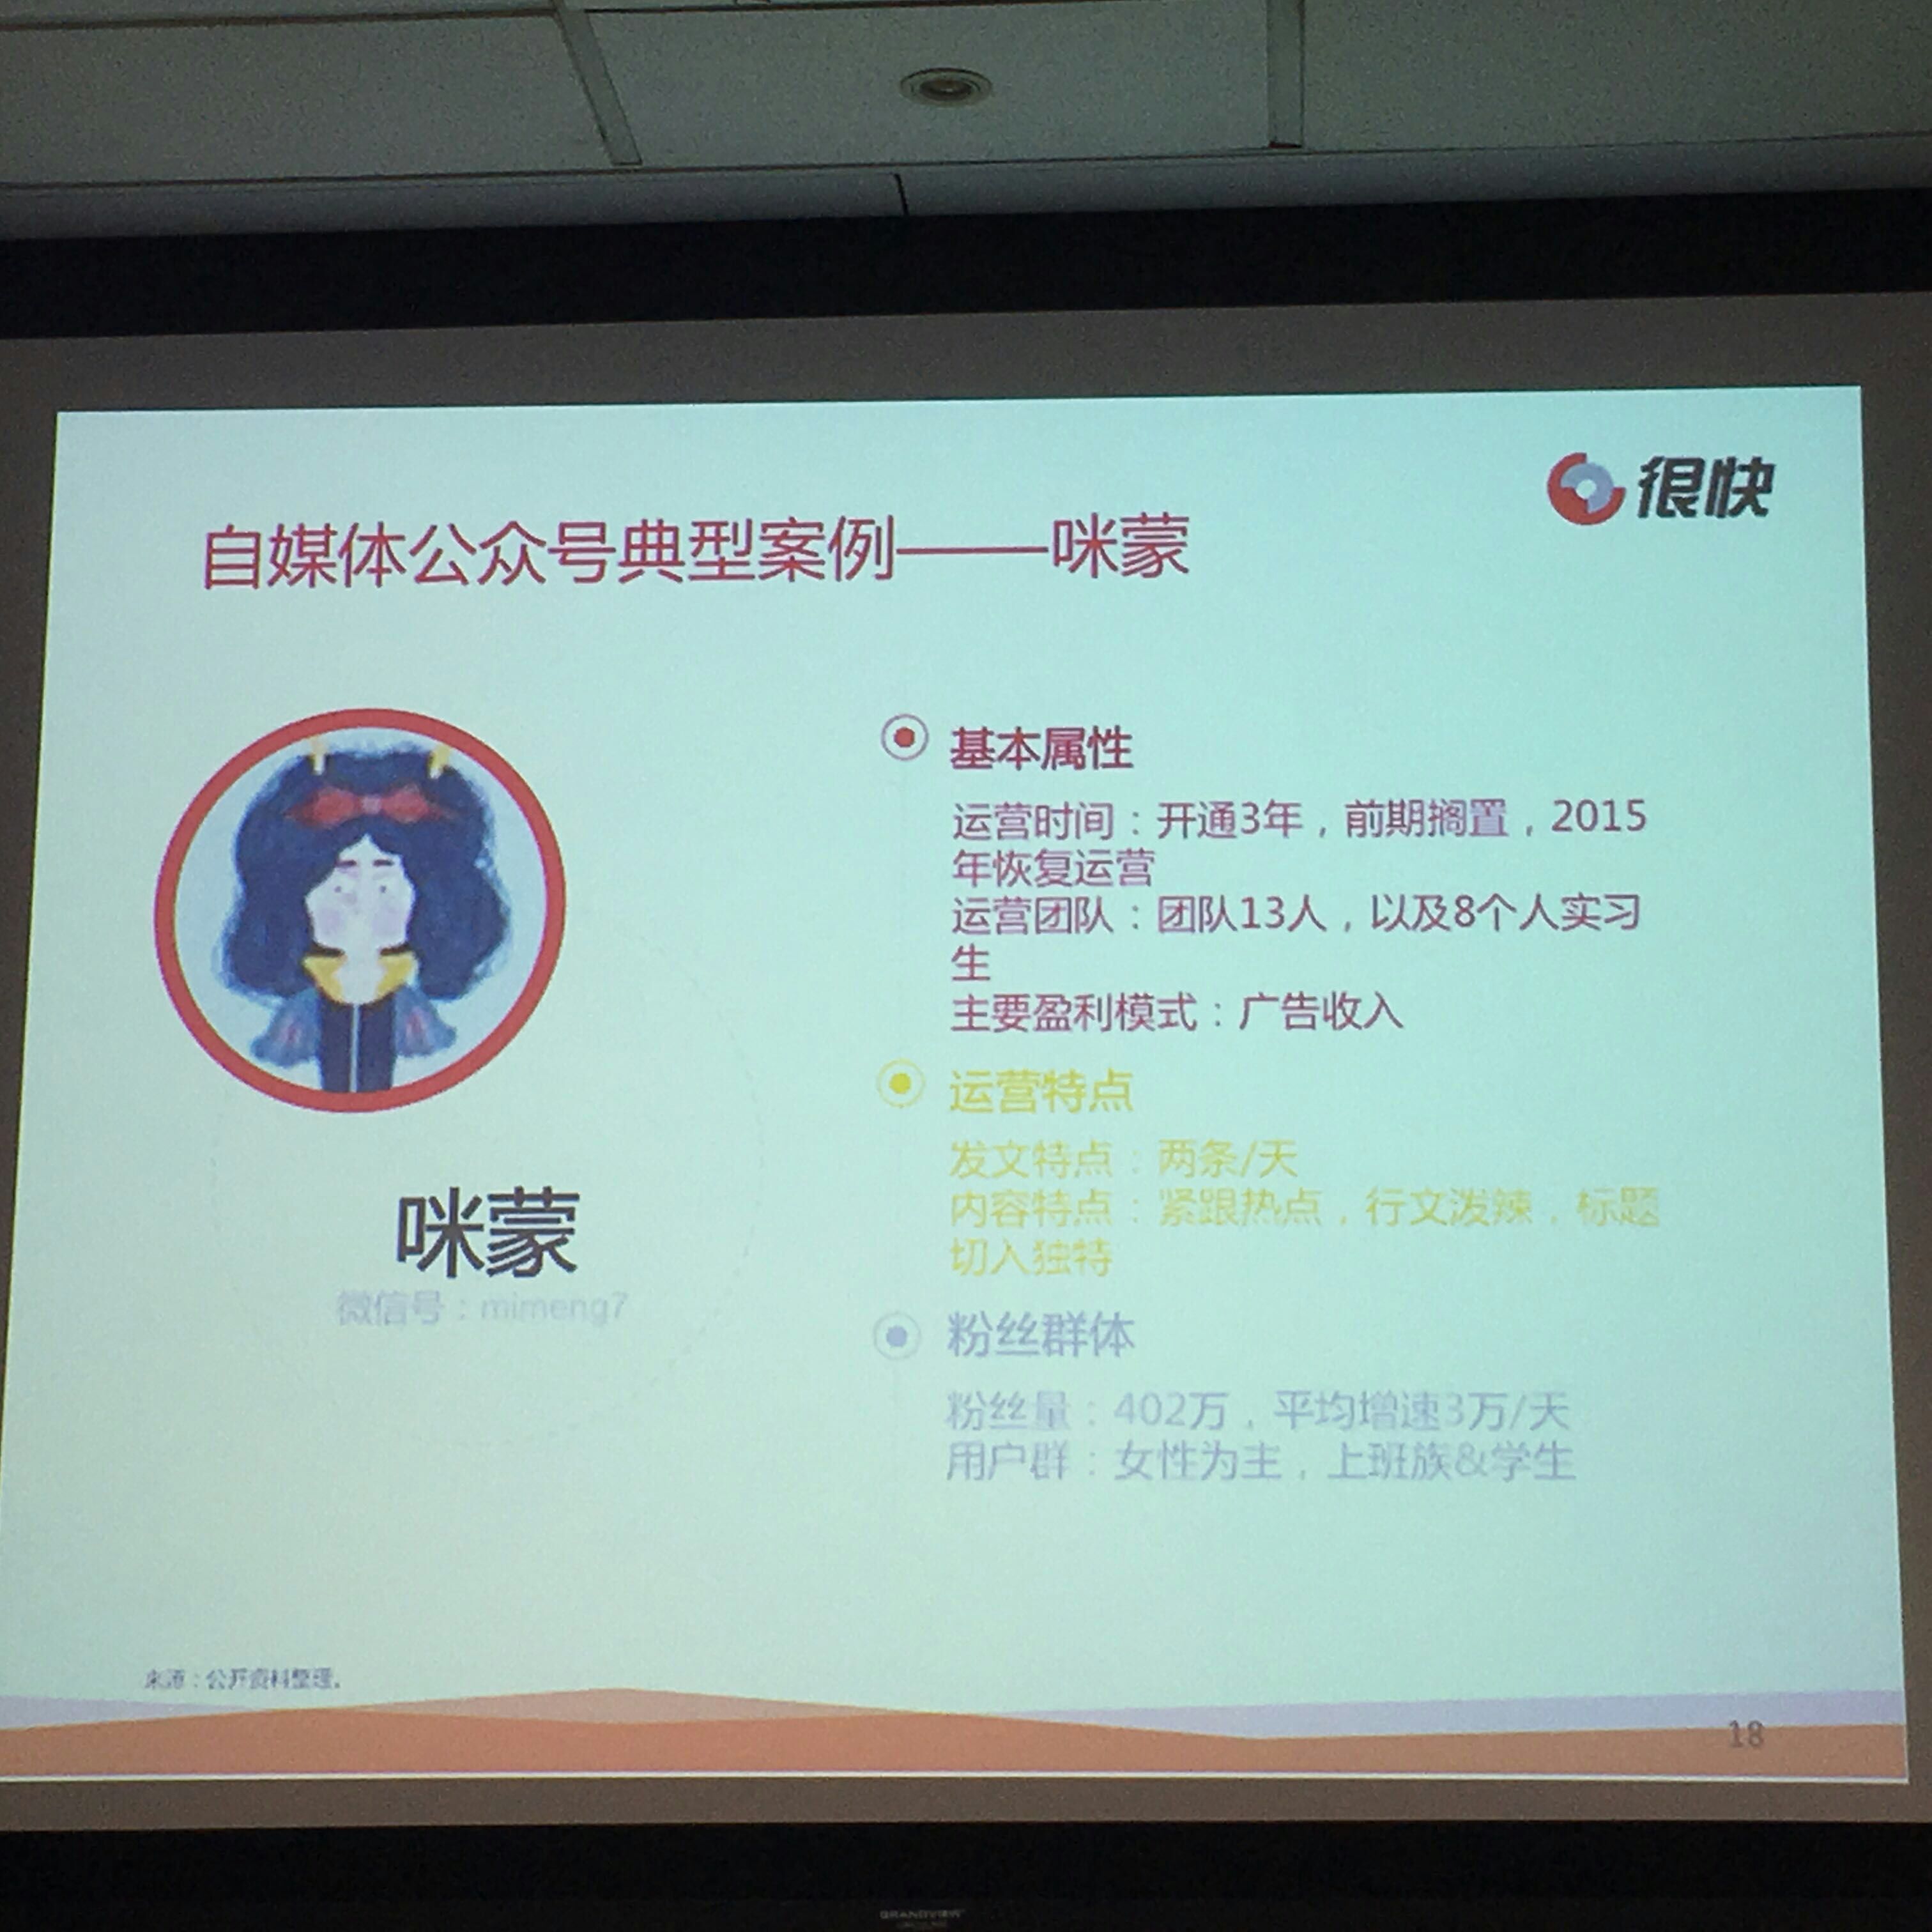 很快
自媒体公众号典型案例——咪蒙
基本属性
运营时间：开通3年，前期搁置，2015
年恢复运营
运营团队：团队13人，以及8个人实习
生
主要盈利模式：广告收入
运营特点
发文特点：两条/天
内容特点：紧跟热点，行文泼辣，标题
切入独特
粉丝群体
粉丝量：402万，平均增速3万/天
用户群：女性为主，上班族&学生
咪蒙
微信号：mimeng7
来源：公开资料整理。
18
GRANDVIEW